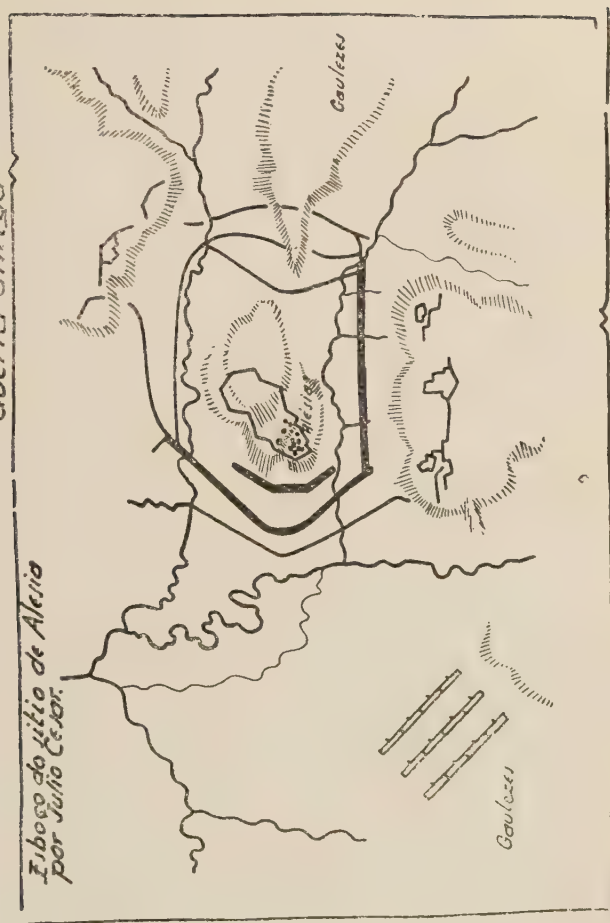 Esboço do sitio de Alesia
por Julio Cesar.
Gaulezes
Alesia
Gaulezes